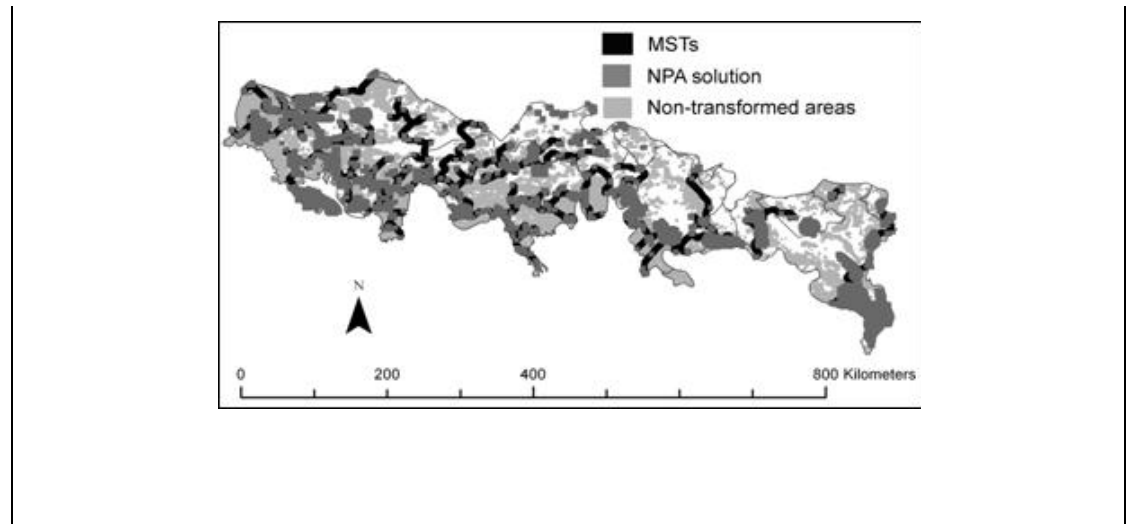 MSTs
NPA solution
Non-transformed areas
N
0 200 400 800 Kilometers